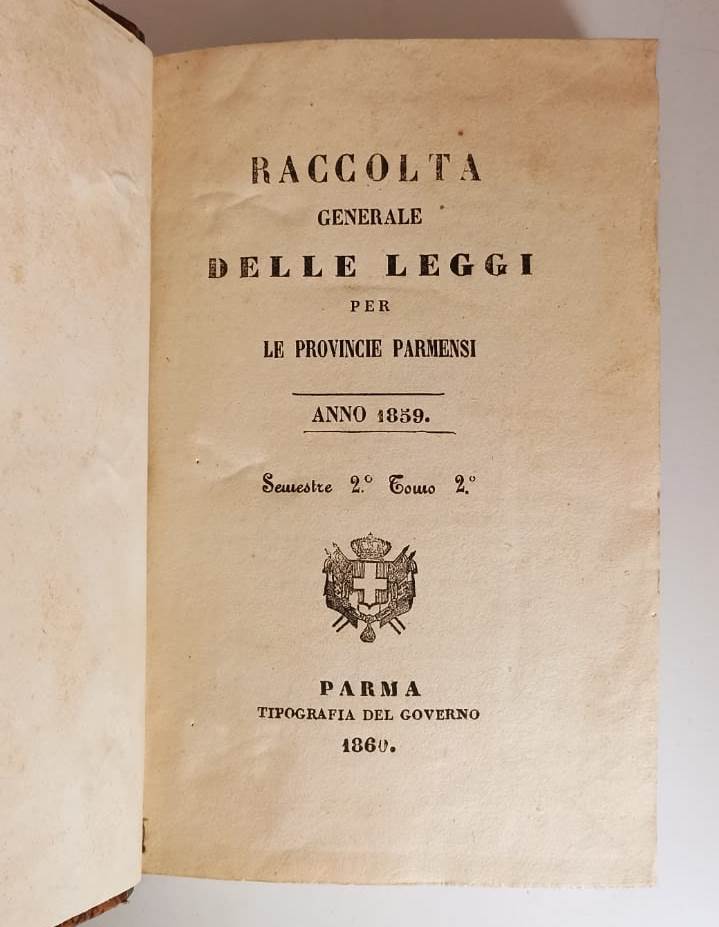 RACCOLTA
GENERALE
DELLE LEGGI
PER
LE PROVINCIE PARMENSI
ANNO 1859.
Semestre 2.° Tomo 2.°
PARMA
TIPOGRAFIA DEL GOVERNO
1860.